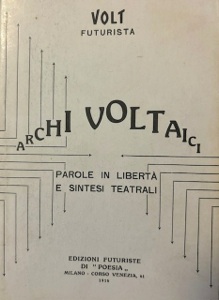 VOLT
FUTURISTA
ARCHI VOLTAICI
PAROLE IN LIBERTÀ
E SINTESI TEATRALI
EDIZIONI FUTURISTE
DI "POESIA„
MILANO - CORSO VENEZIA, 61